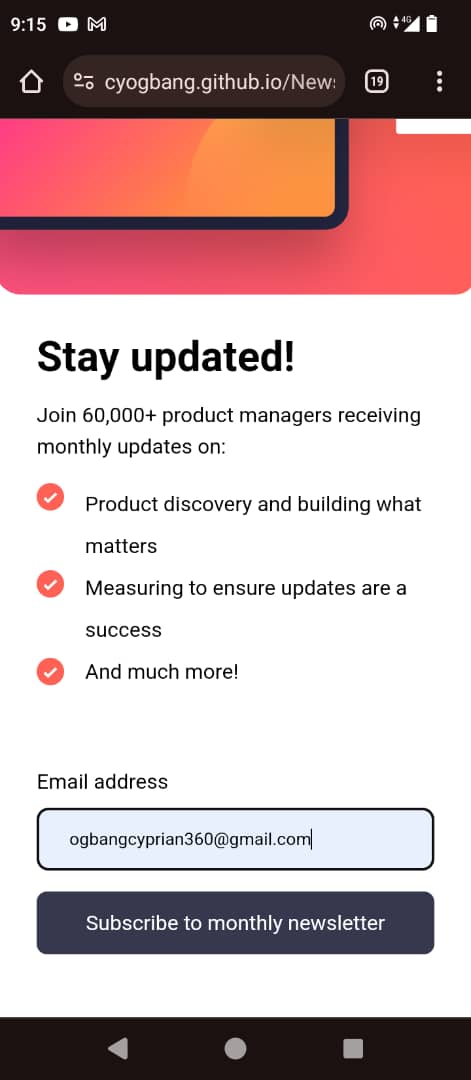 9:15
4G
cyogbang.github.io/News
19
Stay updated!
Join 60,000+ product managers receiving
monthly updates on:
Product discovery and building what
matters
Measuring to ensure updates are a
success
And much more!
Email address
ogbangcyprian360@gmail.com
Subscribe to monthly newsletter